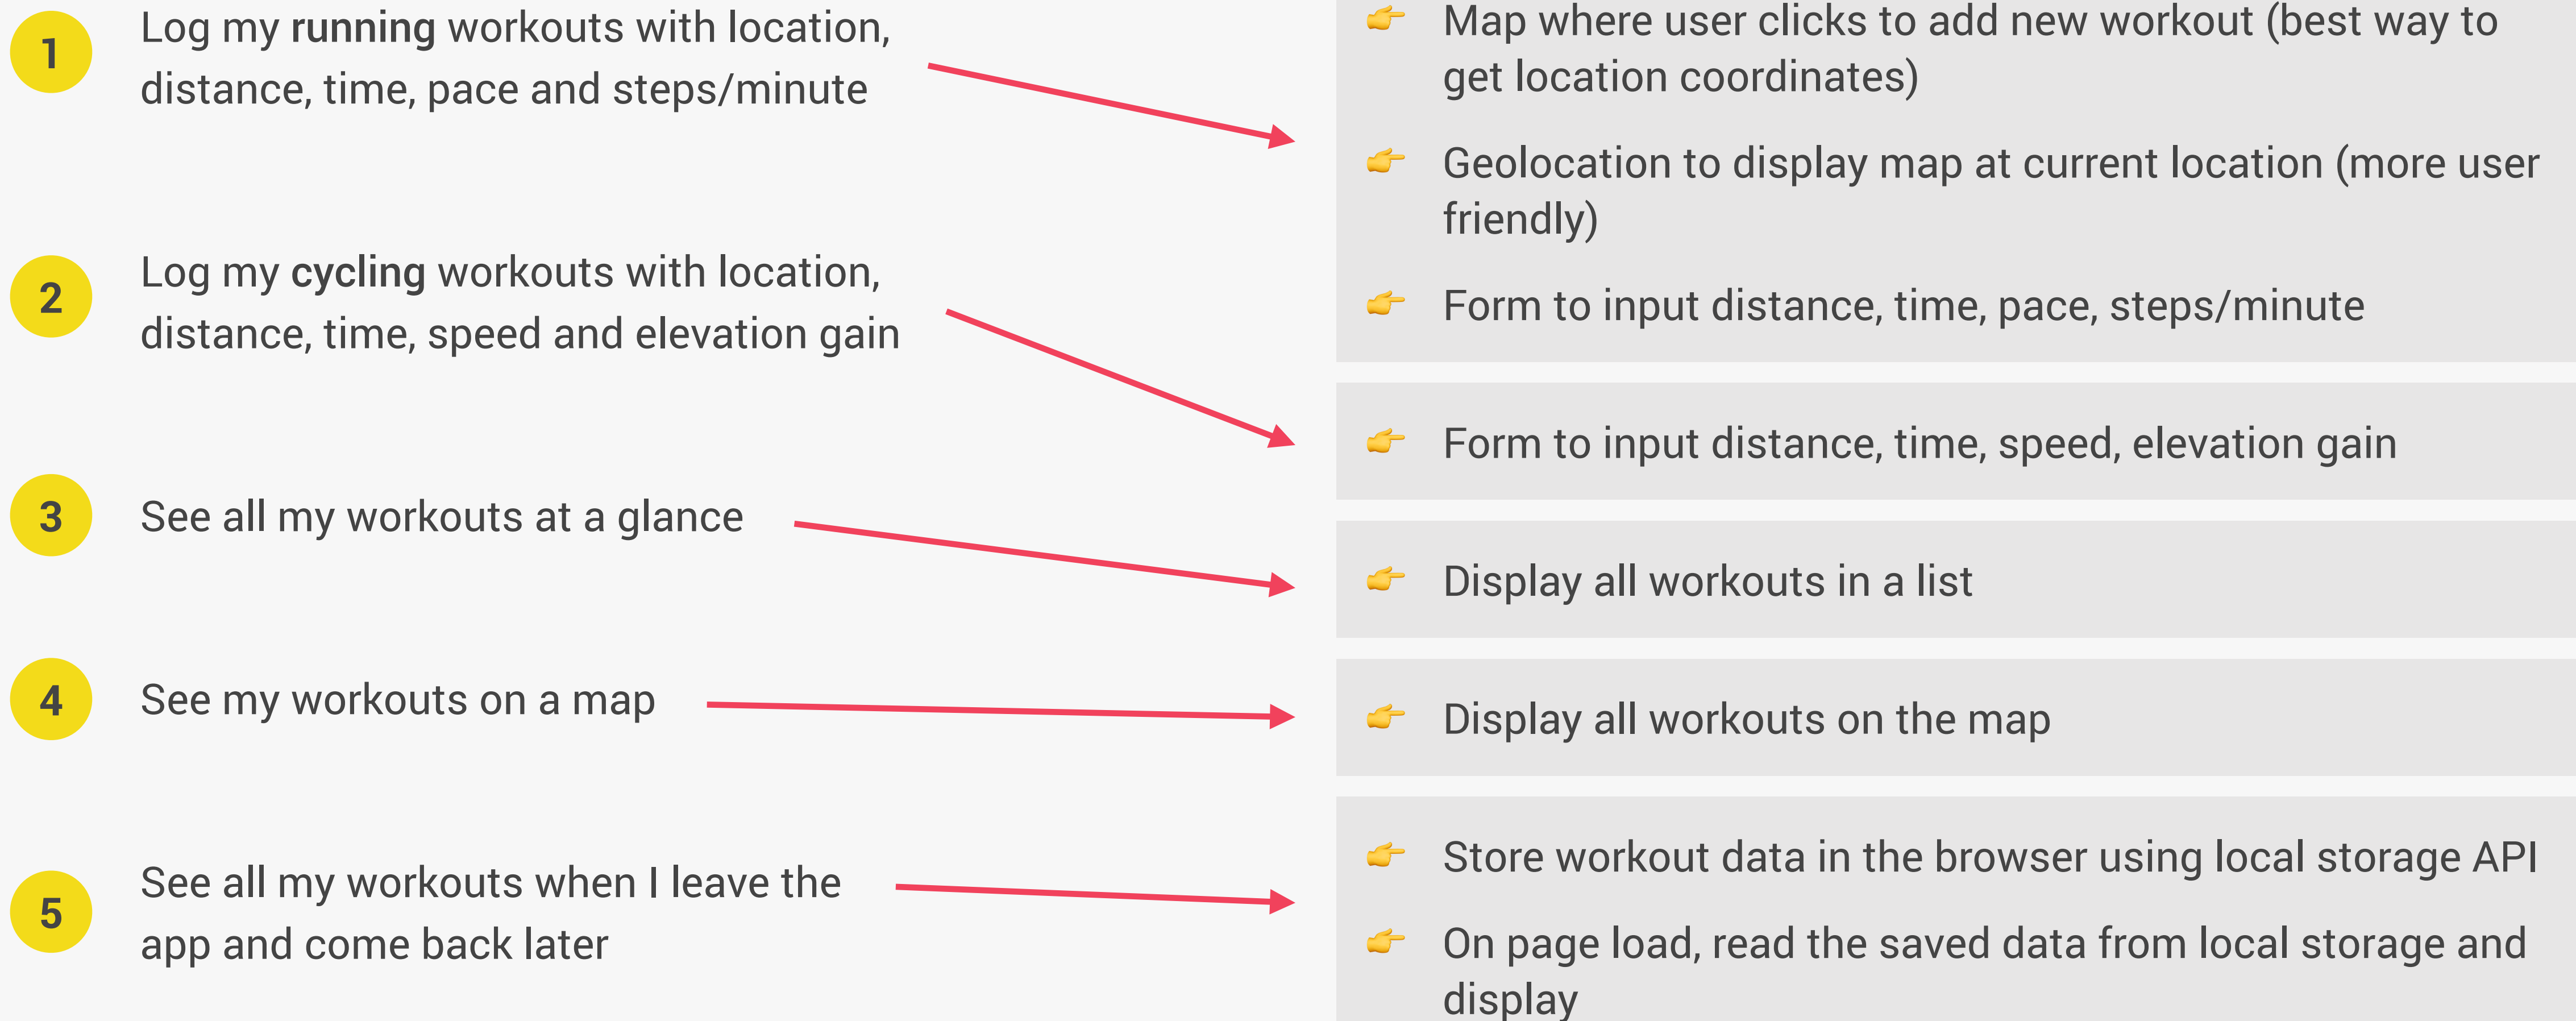 1
Log my running workouts with location,
distance, time, pace and steps/minute
Map where user clicks to add new workout (best way to
get location coordinates)
Geolocation to display map at current location (more user
friendly)
Form to input distance, time, pace, steps/minute
2
Log my cycling workouts with location,
distance, time, speed and elevation gain
Form to input distance, time, speed, elevation gain
3
See all my workouts at a glance
Display all workouts in a list
4
See my workouts on a map
Display all workouts on the map
5
See all my workouts when I leave the
app and come back later
Store workout data in the browser using local storage API
On page load, read the saved data from local storage and
display